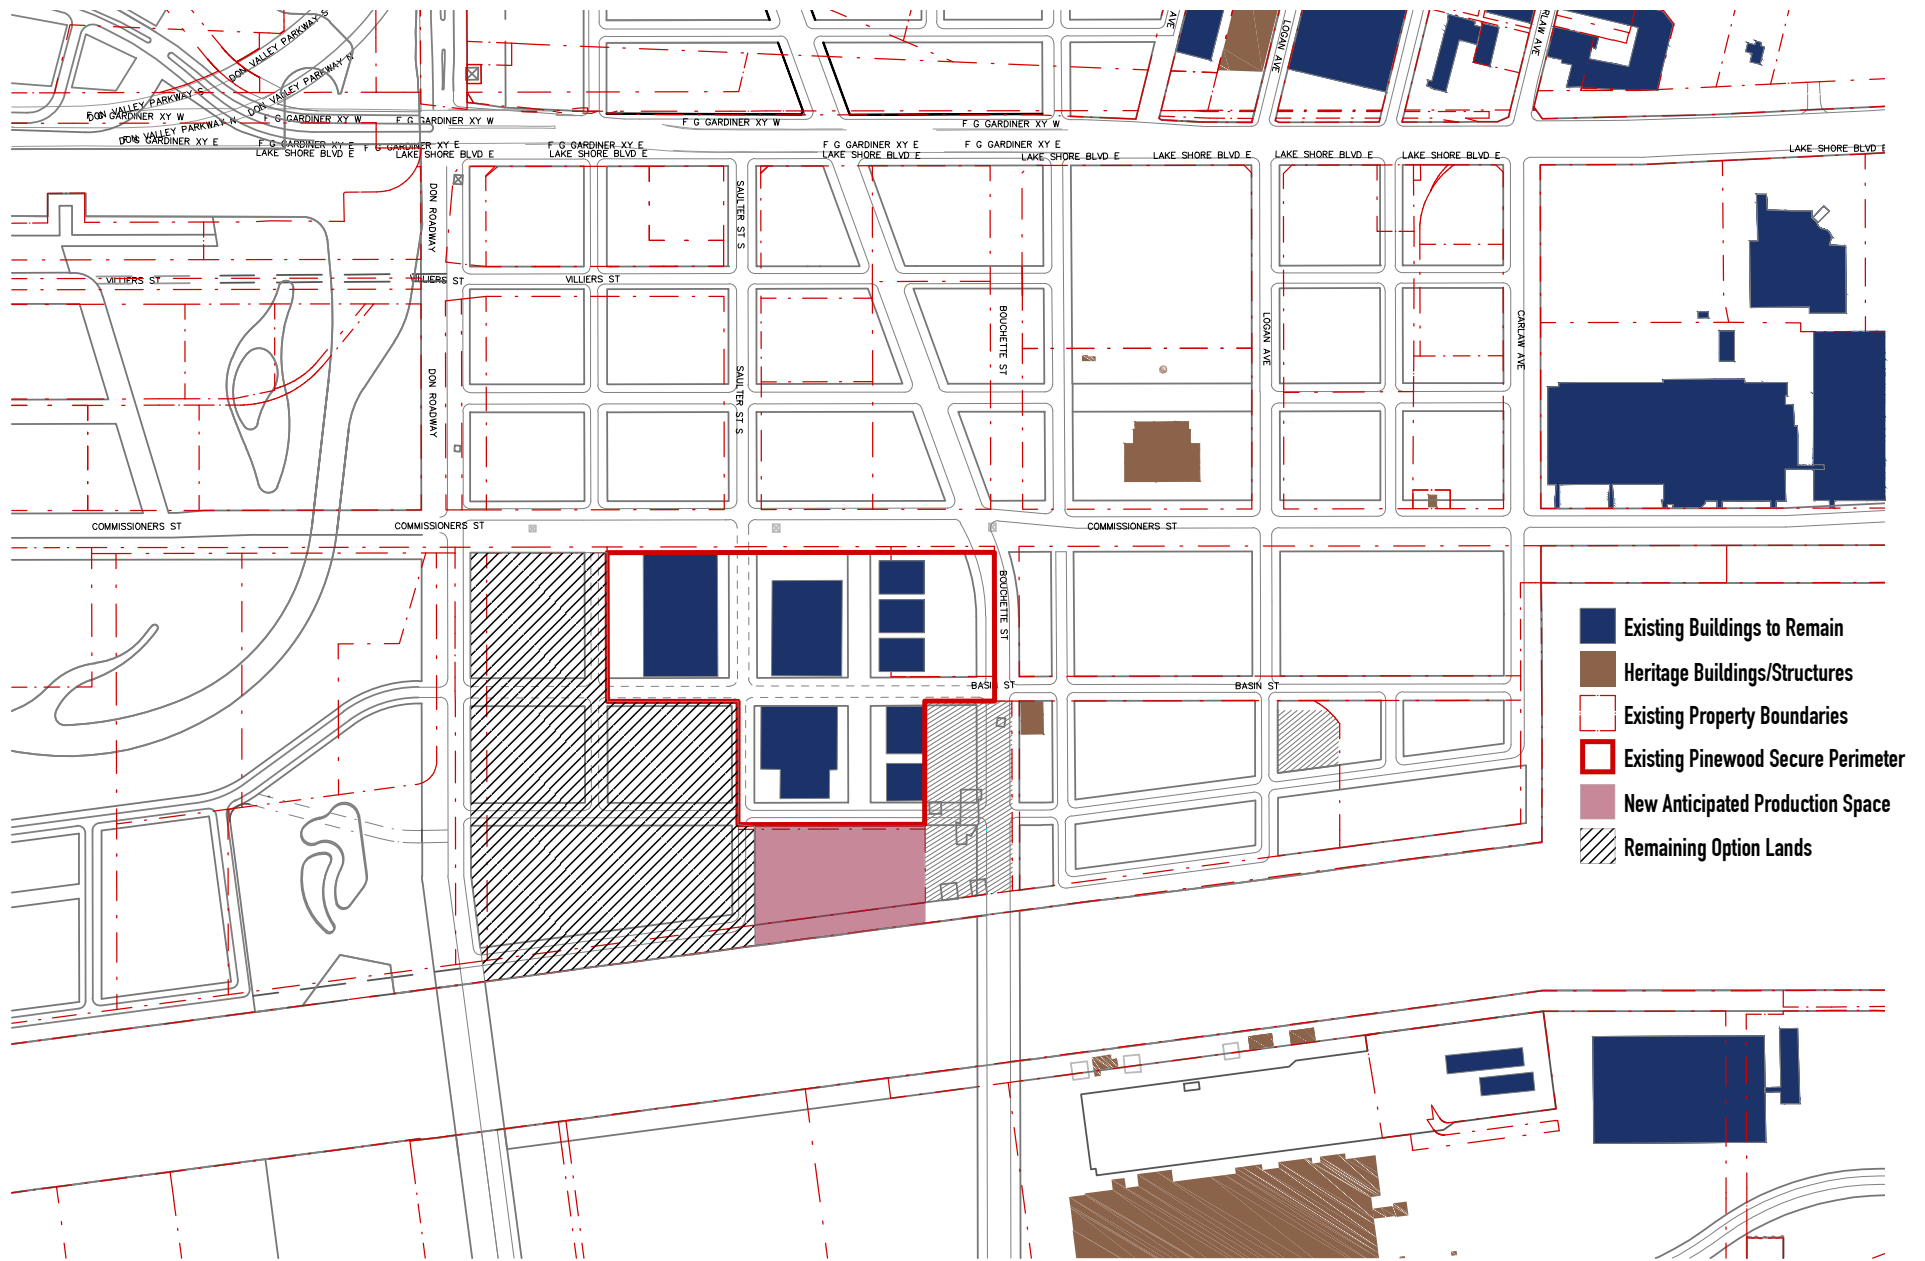 DON VALLEY PARKWAY S
DON VALLEY PARKWAY N
AVE
LOGAN AVE
RLAW AVE
DON VALLEY PARKWAY S
F G GARDINER XY W
F G GARDINER XY W
F G GARDINER XY W
F G GARDINER XY W
F G GARDINER XY W
DON VALLEY PARKWAY N
F G GARDINER XY E
F G GARDINER XY E
F G GARDINER XY E
F G GARDINER XY E
F G GARDINER XY E
F G GARDINER XY E
LAKE SHORE BLVD E
LAKE SHORE BLVD E
LAKE SHORE BLVD E
LAKE SHORE BLVD E
LAKE SHORE BLVD E
LAKE SHORE BLVD E
LAKE SHORE BLVD E
LAKE SHORE BLVD E
LAKE SHORE BLVD E
DON ROADWAY
SAULTER ST S
VILLIERS ST
VILLIERS ST
VILLIERS ST
BOUCHETTE ST
LOGAN AVE
CARLAW AVE
DON ROADWAY
SAULTER ST S
COMMISSIONERS ST
COMMISSIONERS ST
COMMISSIONERS ST
BOUCHETTE ST
BASIN ST
BASIN ST
Existing Buildings to Remain
Heritage Buildings/Structures
Existing Property Boundaries
Existing Pinewood Secure Perimeter
New Anticipated Production Space
Remaining Option Lands